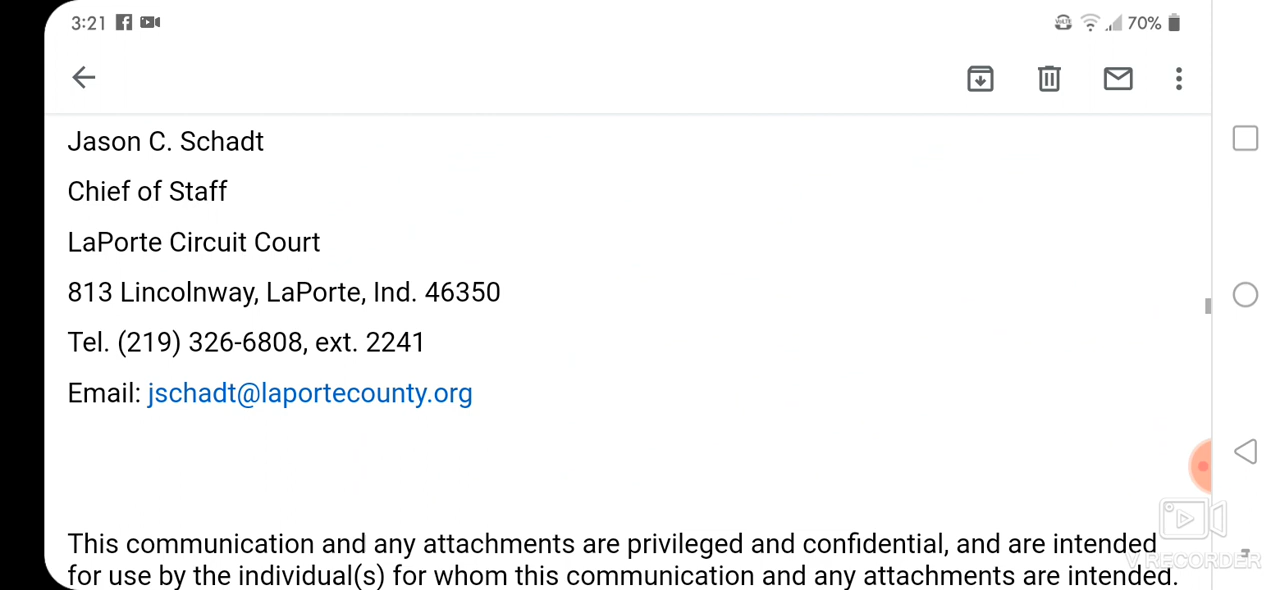 3:21 70%
Jason C. Schadt
Chief of Staff
LaPorte Circuit Court
813 Lincolnway, LaPorte, Ind. 46350
Tel. (219) 326-6808, ext. 2241
Email: jschadt@laportecounty.org
This communication and any attachments are privileged and confidential, and are intended
for use by the individual(s) for whom this communication and any attachments are intended.
V RECORDER